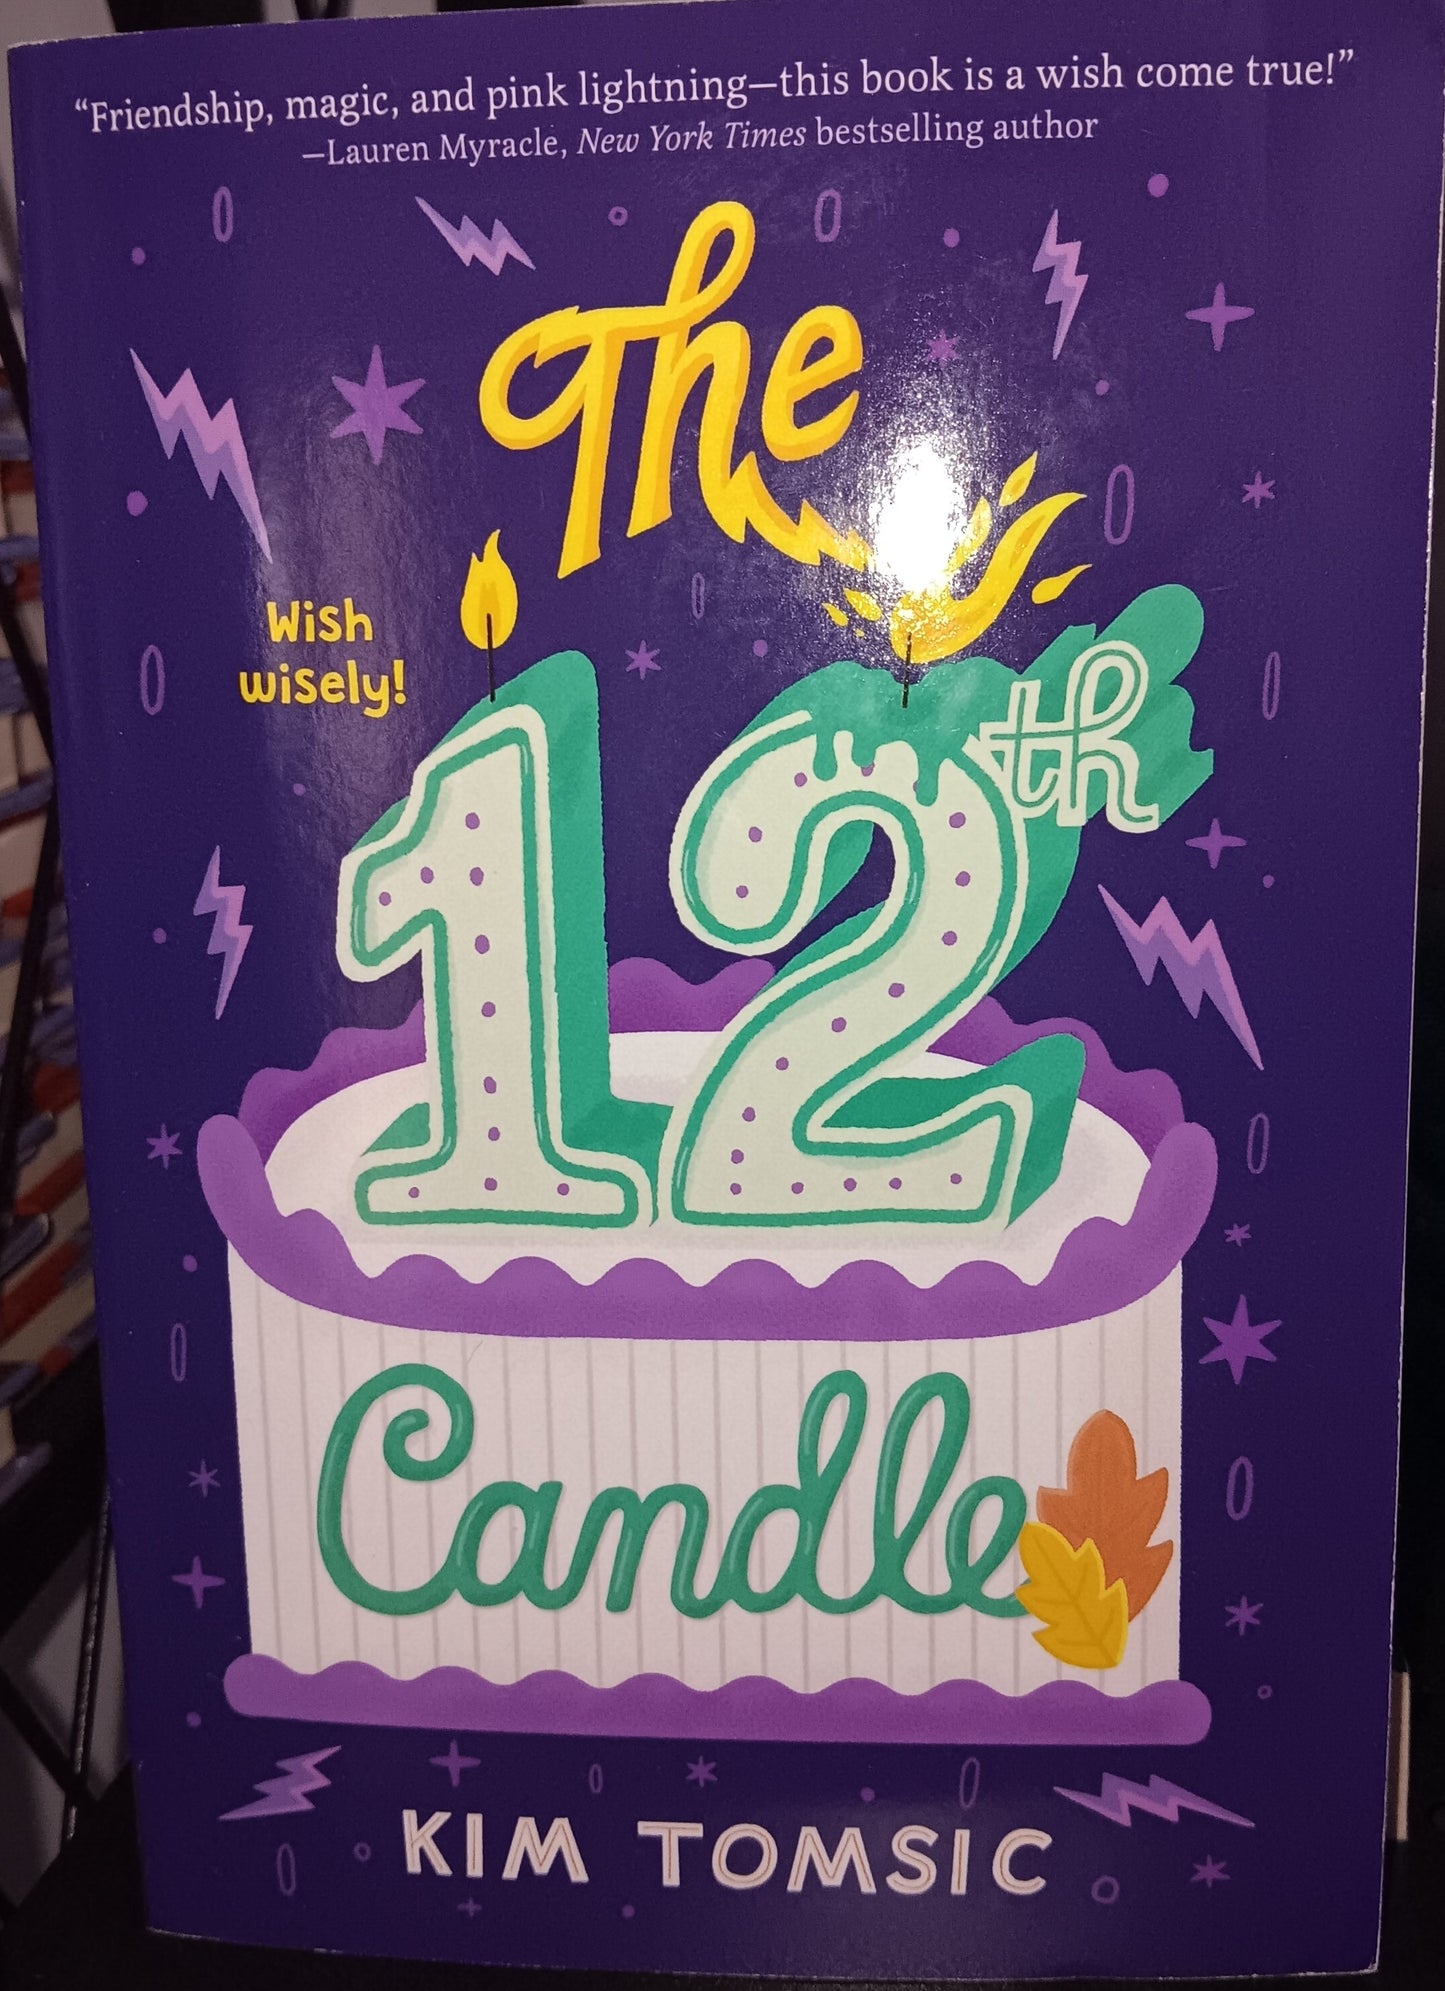 “Friendship, magic, and pink lightning—this book is a wish come true!”
—Lauren Myracle, New York Times bestselling author
The
Wish
wisely!
12th
Candle
KIM TOMSIC